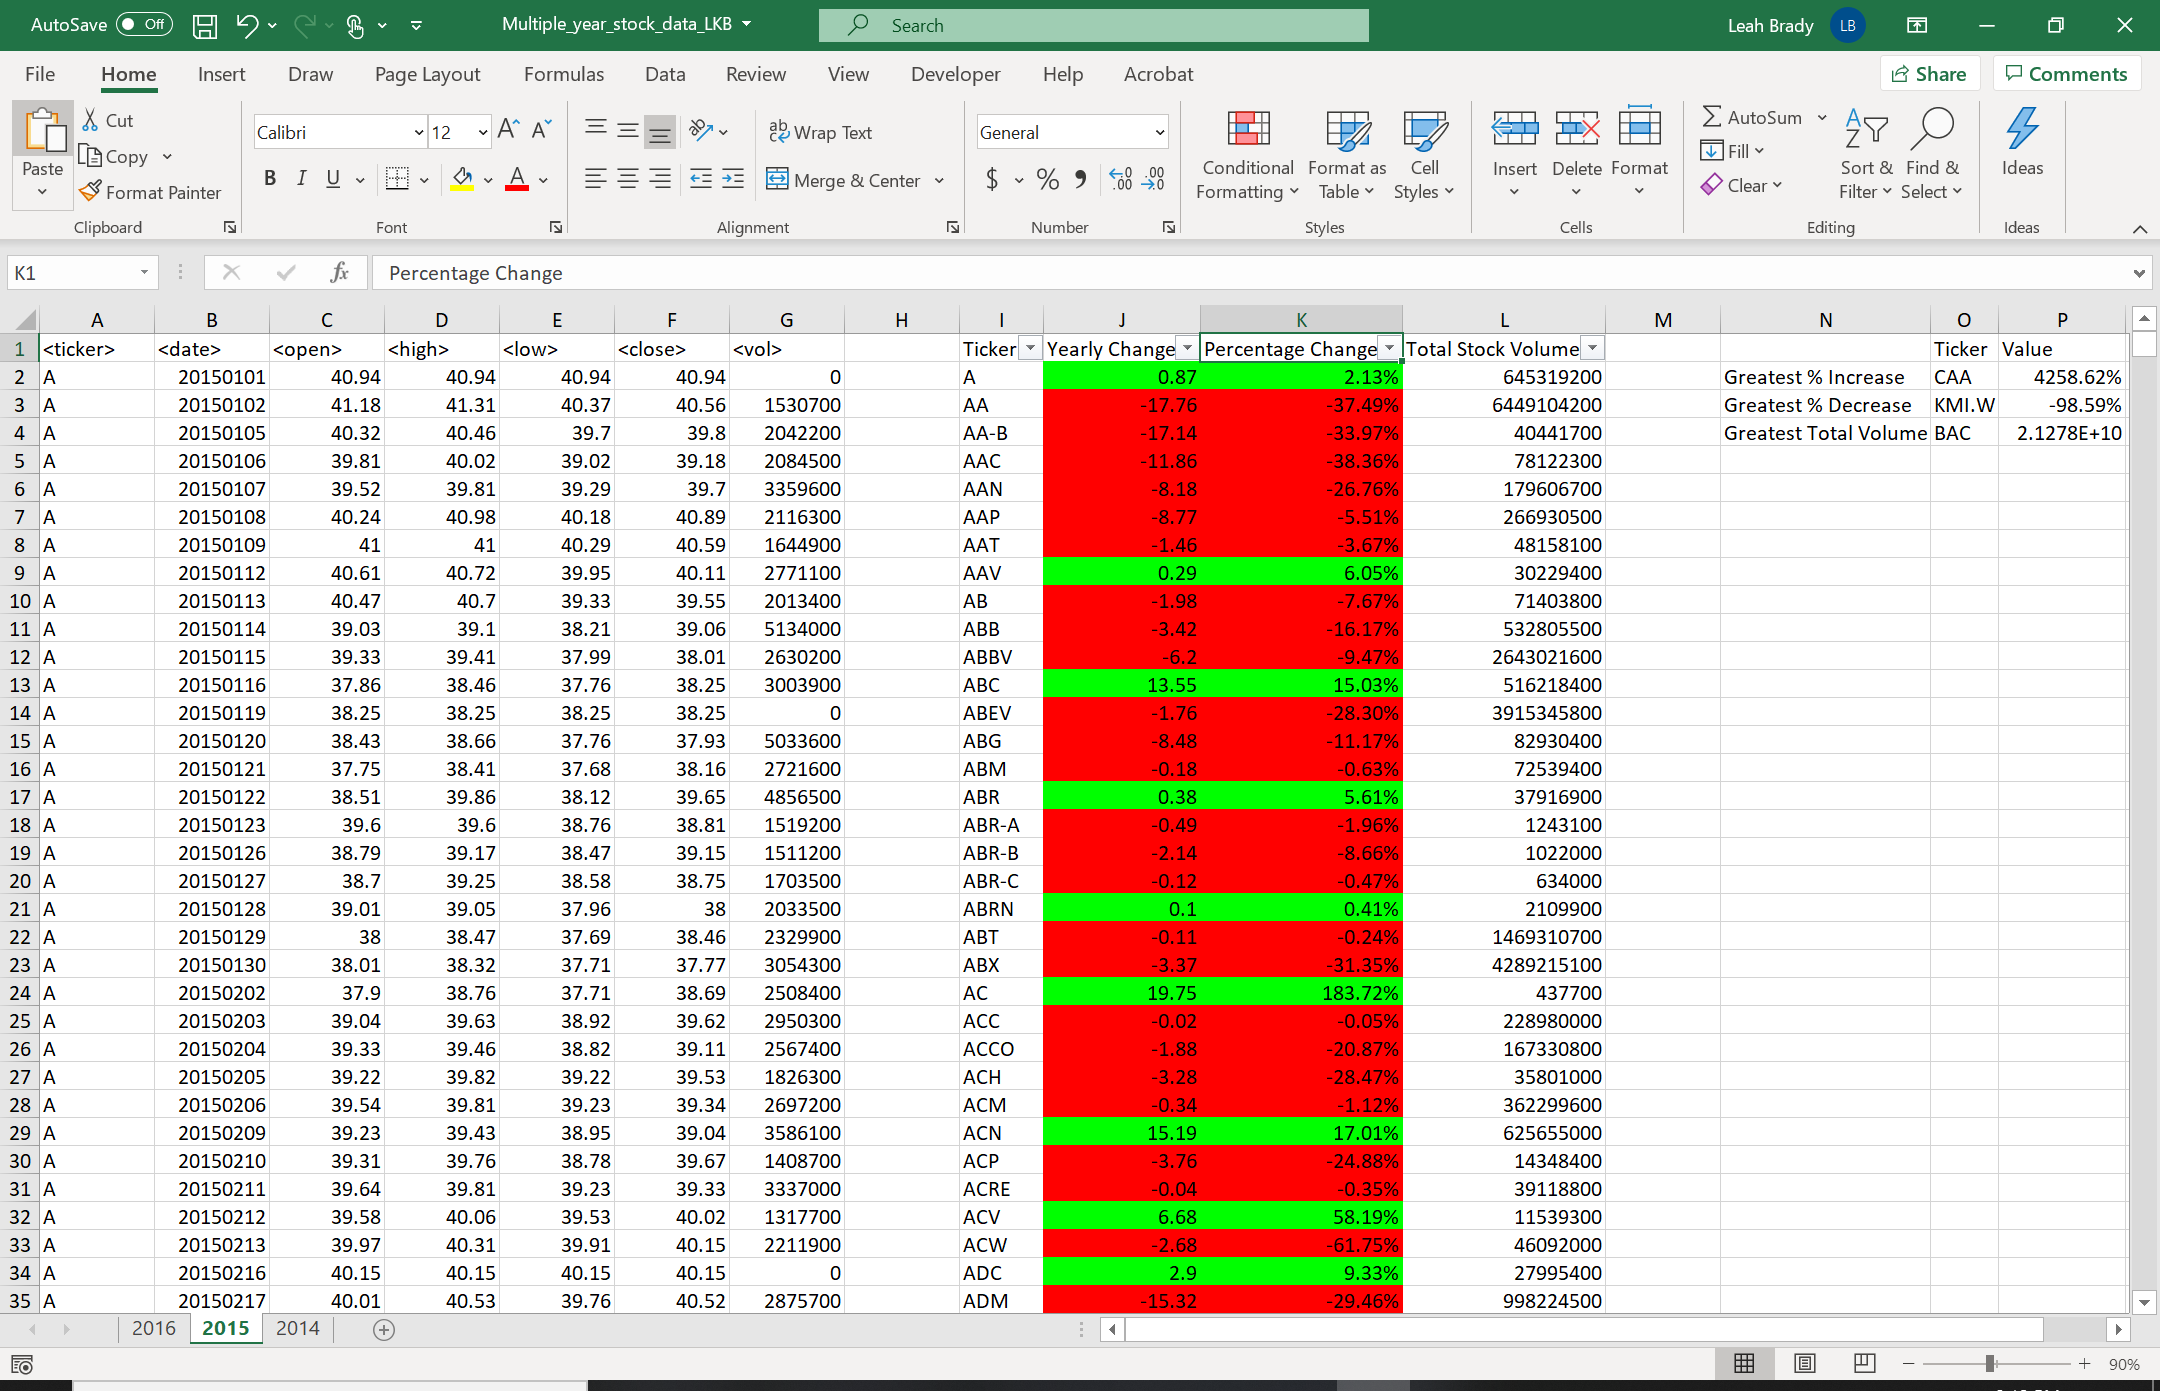 AutoSave Off Multiple_year_stock_data_LKB Search Leah Brady LB
File Home Insert Draw Page Layout Formulas Data Review View Developer Help Acrobat Share Comments
Paste Cut Copy Format Painter
Calibri 12 B I U A
ab Wrap Text Merge & Center
General $ % , .00 .00
Conditional Formatting Format as Table Cell Styles
Insert Delete Format
AutoSum Fill Clear Sort & Filter Find & Select
Ideas
Clipboard Font Alignment Number Styles Cells Editing Ideas
K1 fx Percentage Change
A B C D E F G H I J K L M N O P
1 <ticker> <date> <open> <high> <low> <close> <vol> Ticker Yearly Change Percentage Change Total Stock Volume Ticker Value
2 A 20150101 40.94 40.94 40.94 40.94 0 A 0.87 2.13% 645319200 Greatest % Increase CAA 4258.62%
3 A 20150102 41.18 41.31 40.37 40.56 1530700 AA -17.76 -37.49% 6449104200 Greatest % Decrease KMI.W -98.59%
4 A 20150105 40.32 40.46 39.7 39.8 2042200 AA-B -17.14 -33.97% 40441700 Greatest Total Volume BAC 2.1278E+10
5 A 20150106 39.81 40.02 39.02 39.18 2084500 AAC -11.86 -38.36% 78122300
6 A 20150107 39.52 39.81 39.29 39.7 3359600 AAN -8.18 -26.76% 179606700
7 A 20150108 40.24 40.98 40.18 40.89 2116300 AAP -8.77 -5.51% 266930500
8 A 20150109 41 41 40.29 40.59 1644900 AAT -1.46 -3.67% 48158100
9 A 20150112 40.61 40.72 39.95 40.11 2771100 AAV 0.29 6.05% 30229400
10 A 20150113 40.47 40.7 39.33 39.55 2013400 AB -1.98 -7.67% 71403800
11 A 20150114 39.03 39.1 38.21 39.06 5134000 ABB -3.42 -16.17% 532805500
12 A 20150115 39.33 39.41 37.99 38.01 2630200 ABBV -6.2 -9.47% 2643021600
13 A 20150116 37.86 38.46 37.76 38.25 3003900 ABC 13.55 15.03% 516218400
14 A 20150119 38.25 38.25 38.25 38.25 0 ABEV -1.76 -28.30% 3915345800
15 A 20150120 38.43 38.66 37.76 37.93 5033600 ABG -8.48 -11.17% 82930400
16 A 20150121 37.75 38.41 37.68 38.16 2721600 ABM -0.18 -0.63% 72539400
17 A 20150122 38.51 39.86 38.12 39.65 4856500 ABR 0.38 5.61% 37916900
18 A 20150123 39.6 39.6 38.76 38.81 1519200 ABR-A -0.49 -1.96% 1243100
19 A 20150126 38.79 39.17 38.47 39.15 1511200 ABR-B -2.14 -8.66% 1022000
20 A 20150127 38.7 39.25 38.58 38.75 1703500 ABR-C -0.12 -0.47% 634000
21 A 20150128 39.01 39.05 37.96 38 2033500 ABRN 0.1 0.41% 2109900
22 A 20150129 38 38.47 37.69 38.46 2329900 ABT -0.11 -0.24% 1469310700
23 A 20150130 38.01 38.32 37.71 37.77 3054300 ABX -3.37 -31.35% 4289215100
24 A 20150202 37.9 38.76 37.71 38.69 2508400 AC 19.75 183.72% 437700
25 A 20150203 39.04 39.63 38.92 39.62 2950300 ACC -0.02 -0.05% 228980000
26 A 20150204 39.33 39.46 38.82 39.11 2567400 ACCO -1.88 -20.87% 167330800
27 A 20150205 39.22 39.82 39.22 39.53 1826300 ACH -3.28 -28.47% 35801000
28 A 20150206 39.54 39.81 39.23 39.34 2697200 ACM -0.34 -1.12% 362299600
29 A 20150209 39.23 39.43 38.95 39.04 3586100 ACN 15.19 17.01% 625655000
30 A 20150210 39.31 39.76 38.78 39.67 1408700 ACP -3.76 -24.88% 14348400
31 A 20150211 39.64 39.81 39.23 39.33 3337000 ACRE -0.04 -0.35% 39118800
32 A 20150212 39.58 40.06 39.53 40.02 1317700 ACV 6.68 58.19% 11539300
33 A 20150213 39.97 40.31 39.91 40.15 2211900 ACW -2.68 -61.75% 46092000
34 A 20150216 40.15 40.15 40.15 40.15 0 ADC 2.9 9.33% 27995400
35 A 20150217 40.01 40.53 39.76 40.52 2875700 ADM -15.32 -29.46% 998224500
2016 2015 2014
90%